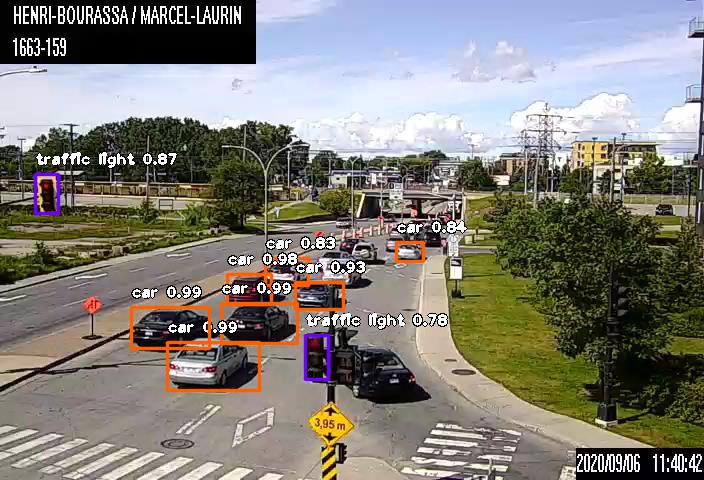 HENRI-BOURASSA / MARCEL-LAURIN
1663-159
traffic light 0.87
car 0.84
car 0.83
car 0.98
car 0.93
car 0.99
car 0.99
car 0.99
traffic light 0.78
3,95 m
2020/09/06 11:40:42